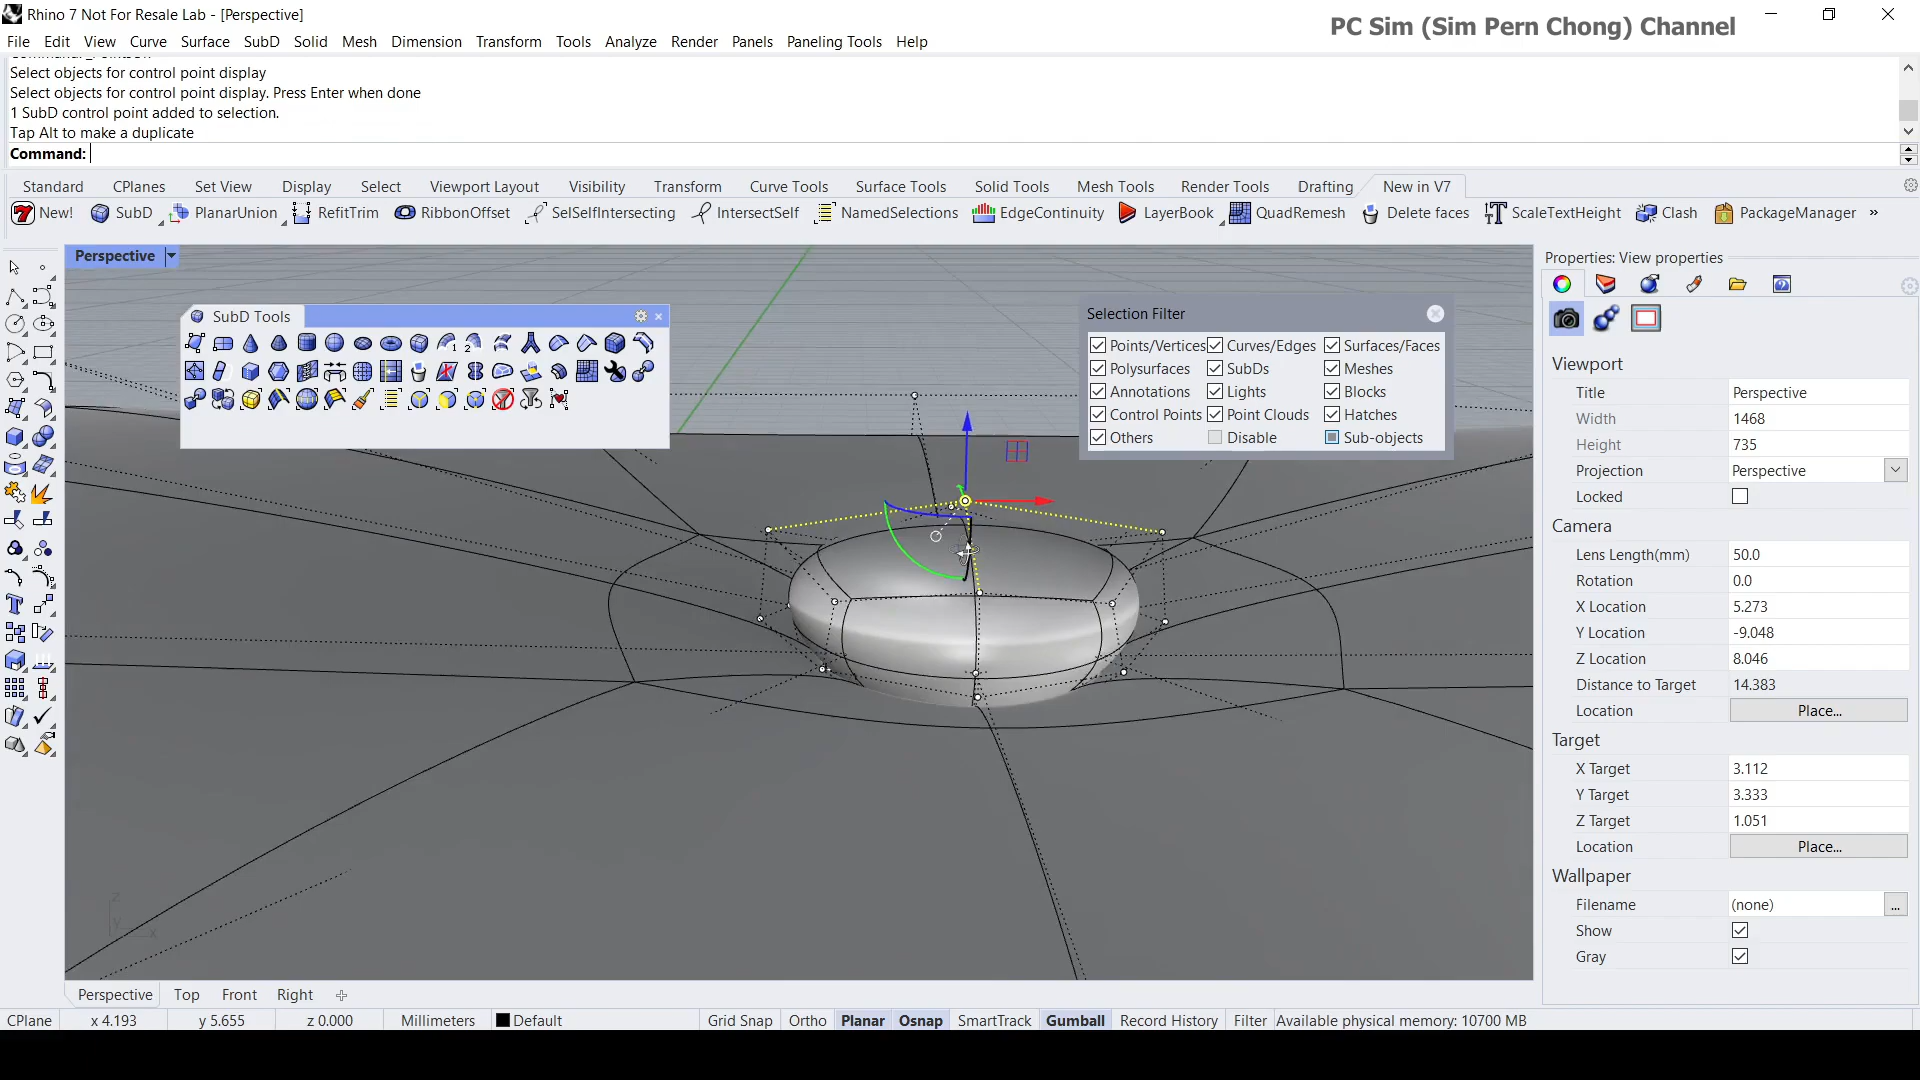 Rhino 7 Not For Resale Lab - [Perspective]
PC Sim (Sim Pern Chong) Channel
File Edit View Curve Surface SubD Solid Mesh Dimension Transform Tools Analyze Render Panels Paneling Tools Help
Select objects for control point display
Select objects for control point display. Press Enter when done
1 SubD control point added to selection.
Tap Alt to make a duplicate
Command:
Standard CPlanes Set View Display Select Viewport Layout Visibility Transform Curve Tools Surface Tools Solid Tools Mesh Tools Render Tools Drafting New in V7
New! SubD PlanarUnion RefitTrim RibbonOffset SelSelfIntersecting IntersectSelf NamedSelections EdgeContinuity LayerBook QuadRemesh Delete faces ScaleTextHeight Clash PackageManager »
Perspective
SubD Tools
Selection Filter
Points/Vertices Curves/Edges Surfaces/Faces
Polysurfaces SubDs Meshes
Annotations Lights Blocks
Control Points Point Clouds Hatches
Others Disable Sub-objects
z
y
x
Properties: View properties
Viewport
Title Perspective
Width 1468
Height 735
Projection Perspective
Locked
Camera
Lens Length(mm) 50.0
Rotation 0.0
X Location 5.273
Y Location -9.048
Z Location 8.046
Distance to Target 14.383
Location Place...
Target
X Target 3.112
Y Target 3.333
Z Target 1.051
Location Place...
Wallpaper
Filename (none) ...
Show
Gray
Perspective Top Front Right
CPlane x 4.193 y 5.655 z 0.000 Millimeters Default Grid Snap Ortho Planar Osnap SmartTrack Gumball Record History Filter Available physical memory: 10700 MB